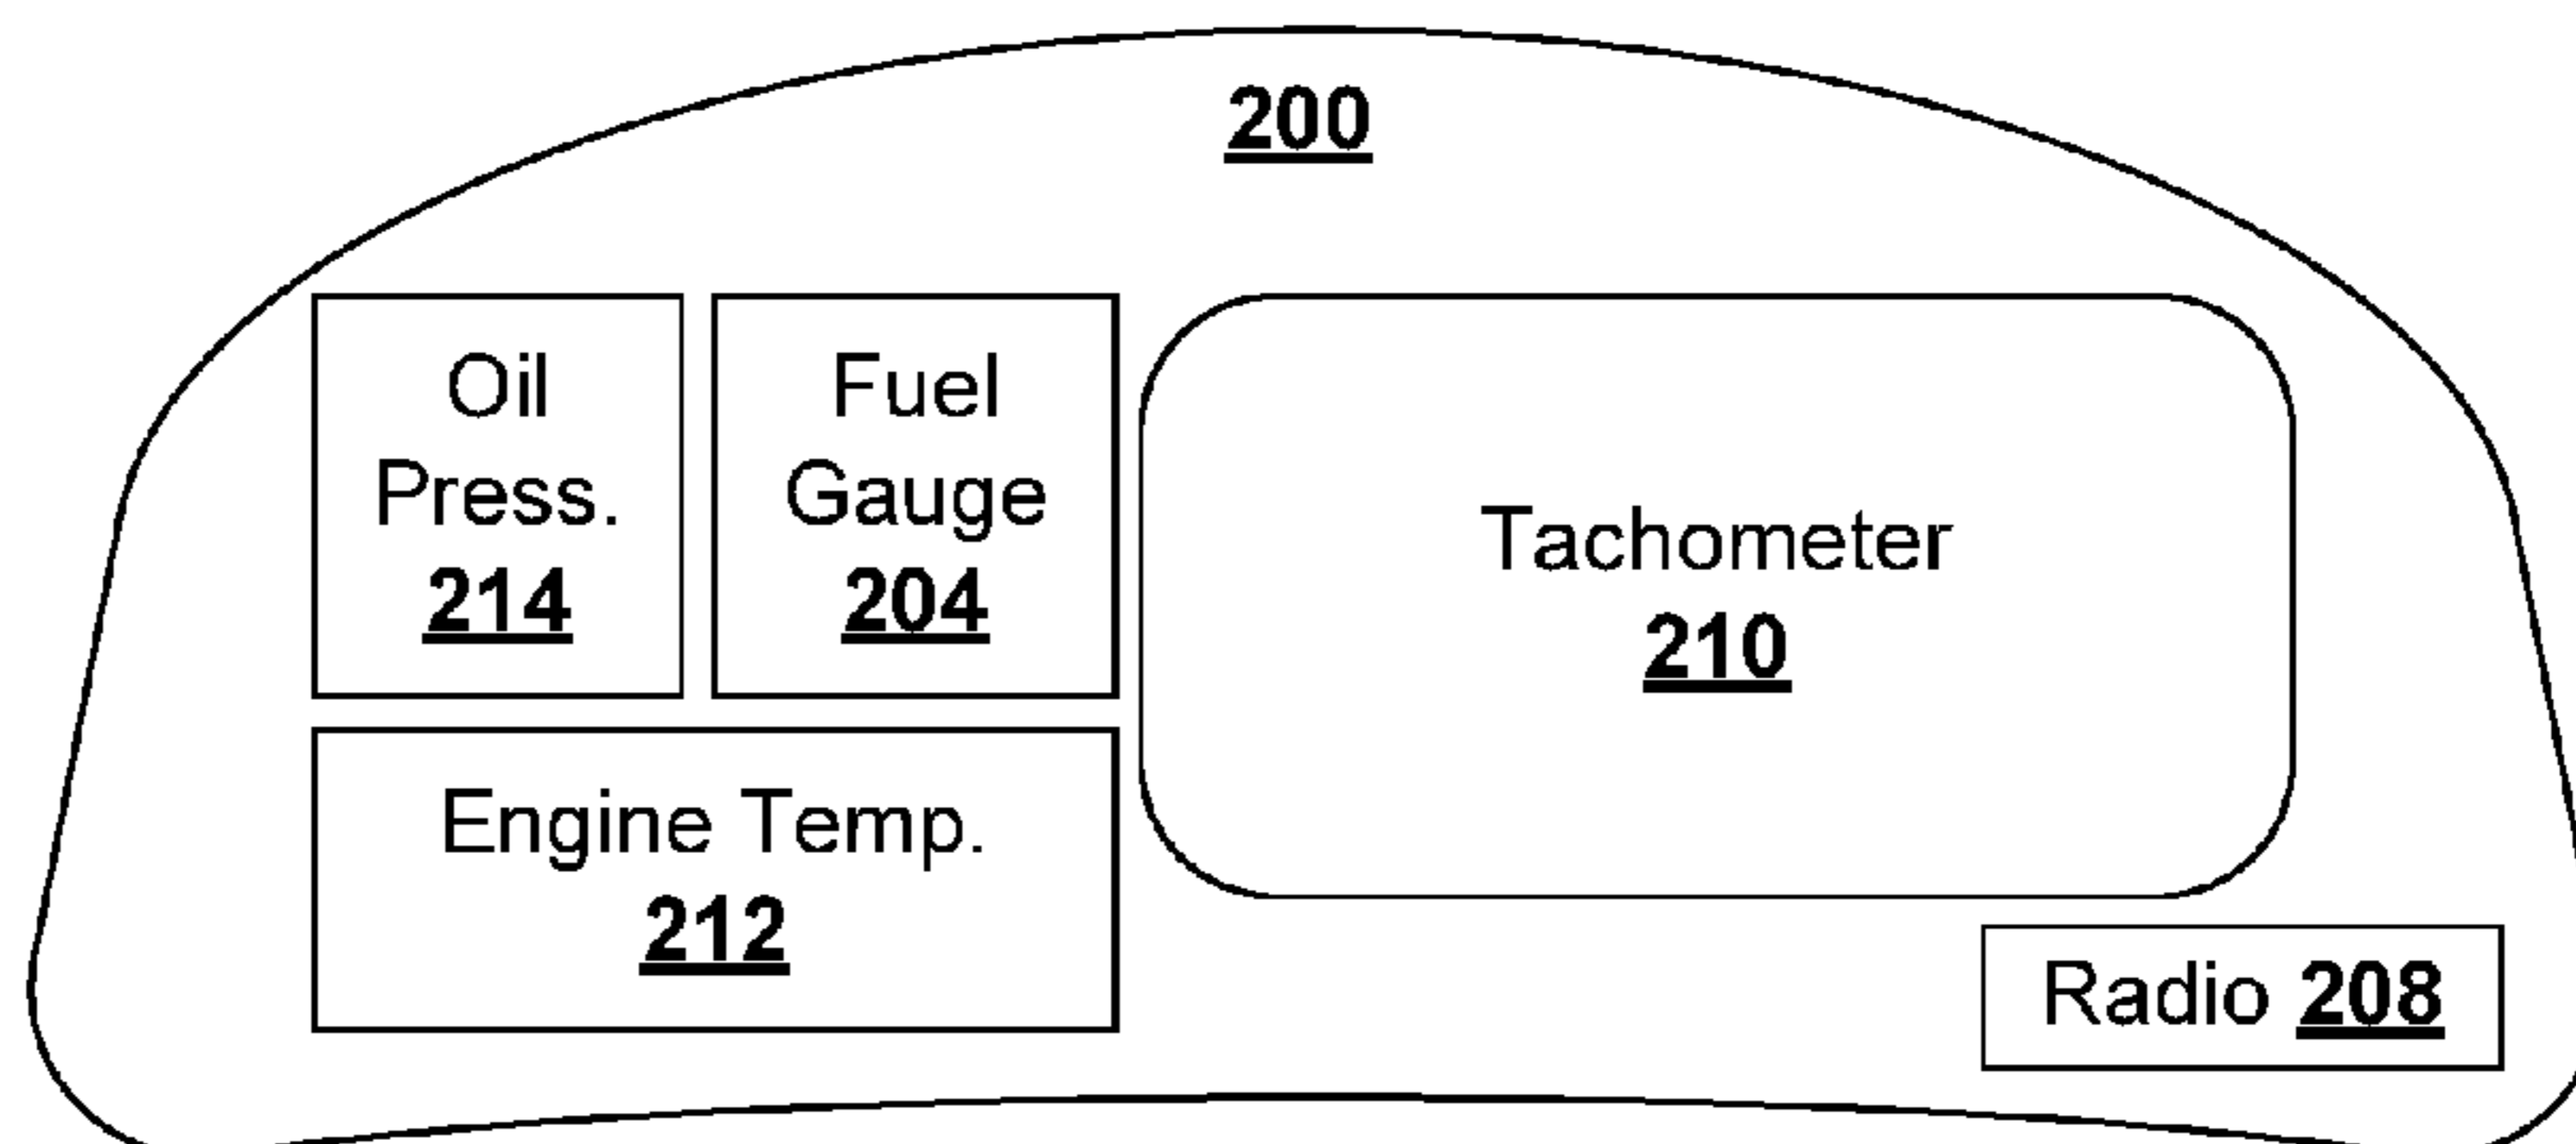 200
Oil
Press.
214
Fuel
Gauge
204
Tachometer
210
Engine Temp.
212
Radio 208